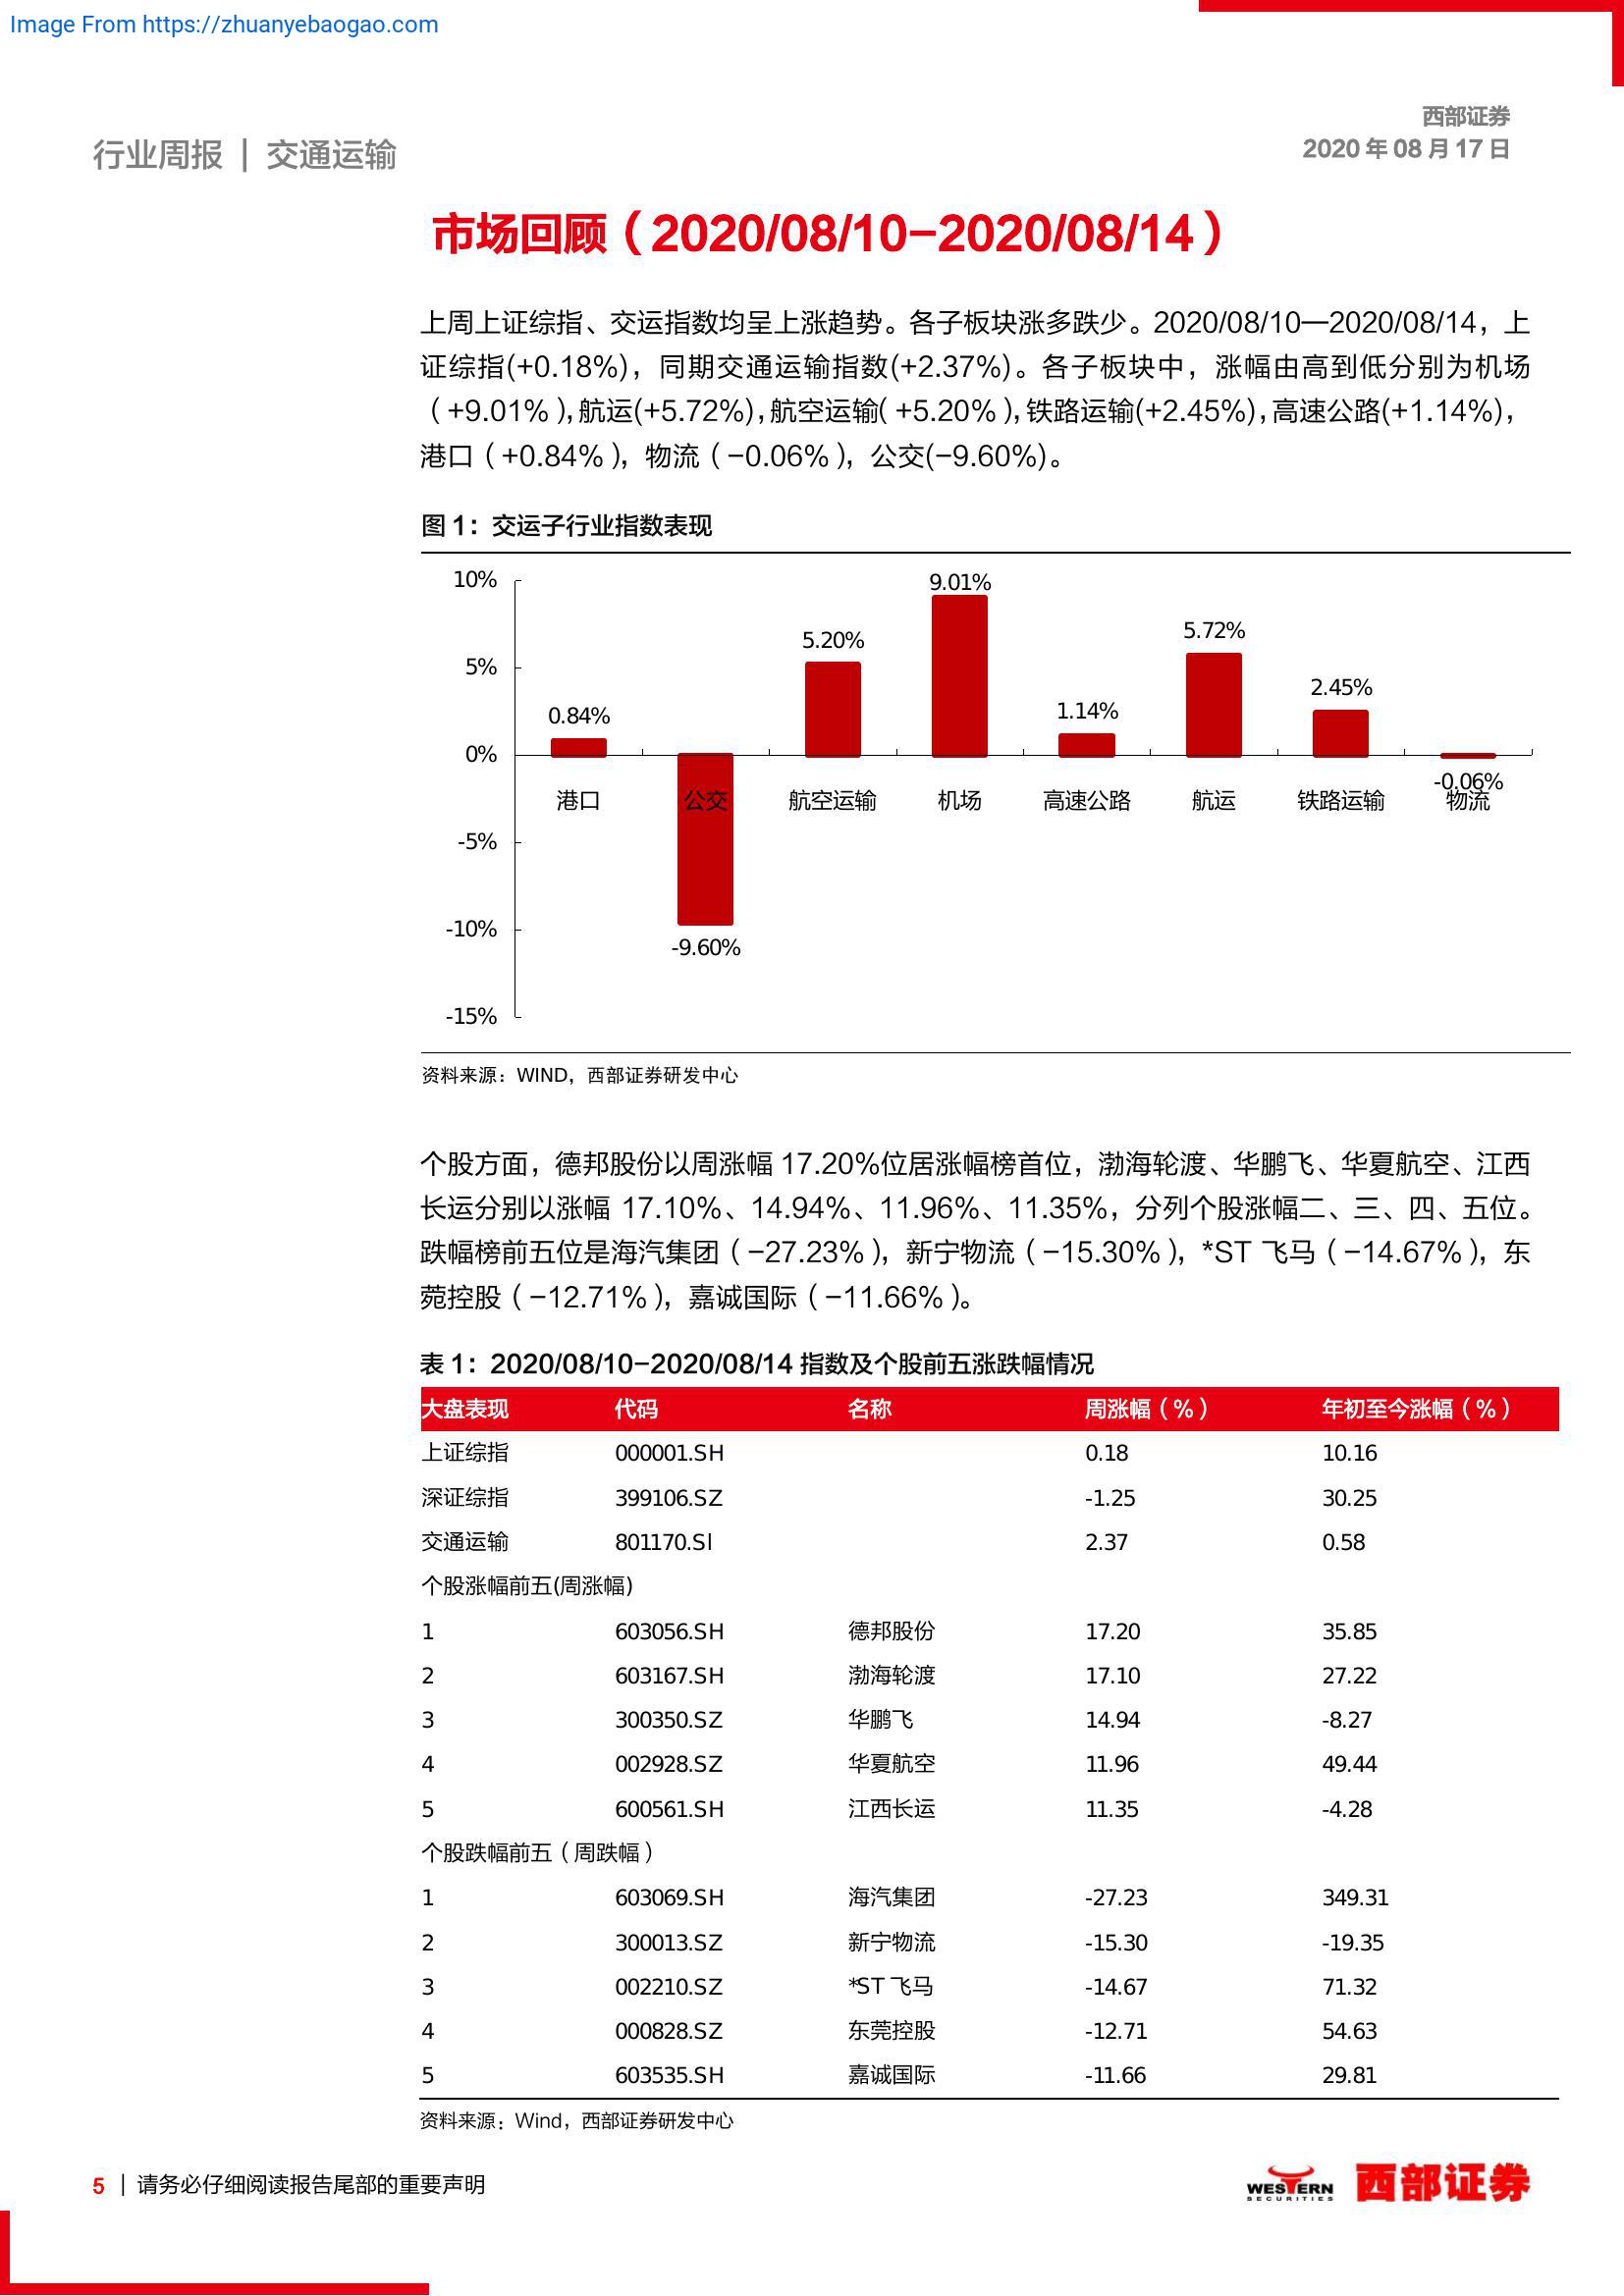 Image From https://zhuanyebaogao.com
西部证券
行业周报 | 交通运输
2020 年 08 月 17 日
市场回顾（2020/08/10-2020/08/14）
上周上证综指、交运指数均呈上涨趋势。各子板块涨多跌少。2020/08/10—2020/08/14，上
证综指(+0.18%)，同期交通运输指数(+2.37%)。各子板块中，涨幅由高到低分别为机场
（+9.01%），航运(+5.72%)，航空运输（+5.20%），铁路运输(+2.45%)，高速公路(+1.14%)，
港口（+0.84%），物流（-0.06%），公交(-9.60%)。
图 1：交运子行业指数表现
10%
5%
0%
-5%
-10%
-15%
0.84%
-9.60%
5.20%
9.01%
1.14%
5.72%
2.45%
-0.06%
港口
公交
航空运输
机场
高速公路
航运
铁路运输
物流
资料来源：WIND，西部证券研发中心
个股方面，德邦股份以周涨幅 17.20%位居涨幅榜首位，渤海轮渡、华鹏飞、华夏航空、江西
长运分别以涨幅 17.10%、14.94%、11.96%、11.35%，分列个股涨幅二、三、四、五位。
跌幅榜前五位是海汽集团（-27.23%），新宁物流（-15.30%），*ST 飞马（-14.67%），东
莞控股（-12.71%），嘉诚国际（-11.66%）。
表 1：2020/08/10-2020/08/14 指数及个股前五涨跌幅情况
大盘表现 代码 名称 周涨幅（%） 年初至今涨幅（%）
上证综指 000001.SH 0.18 10.16
深证综指 399106.SZ -1.25 30.25
交通运输 801170.SI 2.37 0.58
个股涨幅前五(周涨幅)
1 603056.SH 德邦股份 17.20 35.85
2 603167.SH 渤海轮渡 17.10 27.22
3 300350.SZ 华鹏飞 14.94 -8.27
4 002928.SZ 华夏航空 11.96 49.44
5 600561.SH 江西长运 11.35 -4.28
个股跌幅前五（周跌幅）
1 603069.SH 海汽集团 -27.23 349.31
2 300013.SZ 新宁物流 -15.30 -19.35
3 002210.SZ *ST 飞马 -14.67 71.32
4 000828.SZ 东莞控股 -12.71 54.63
5 603535.SH 嘉诚国际 -11.66 29.81
资料来源：Wind，西部证券研发中心
5 | 请务必仔细阅读报告尾部的重要声明
WESTERN
SECURITIES
西部证券